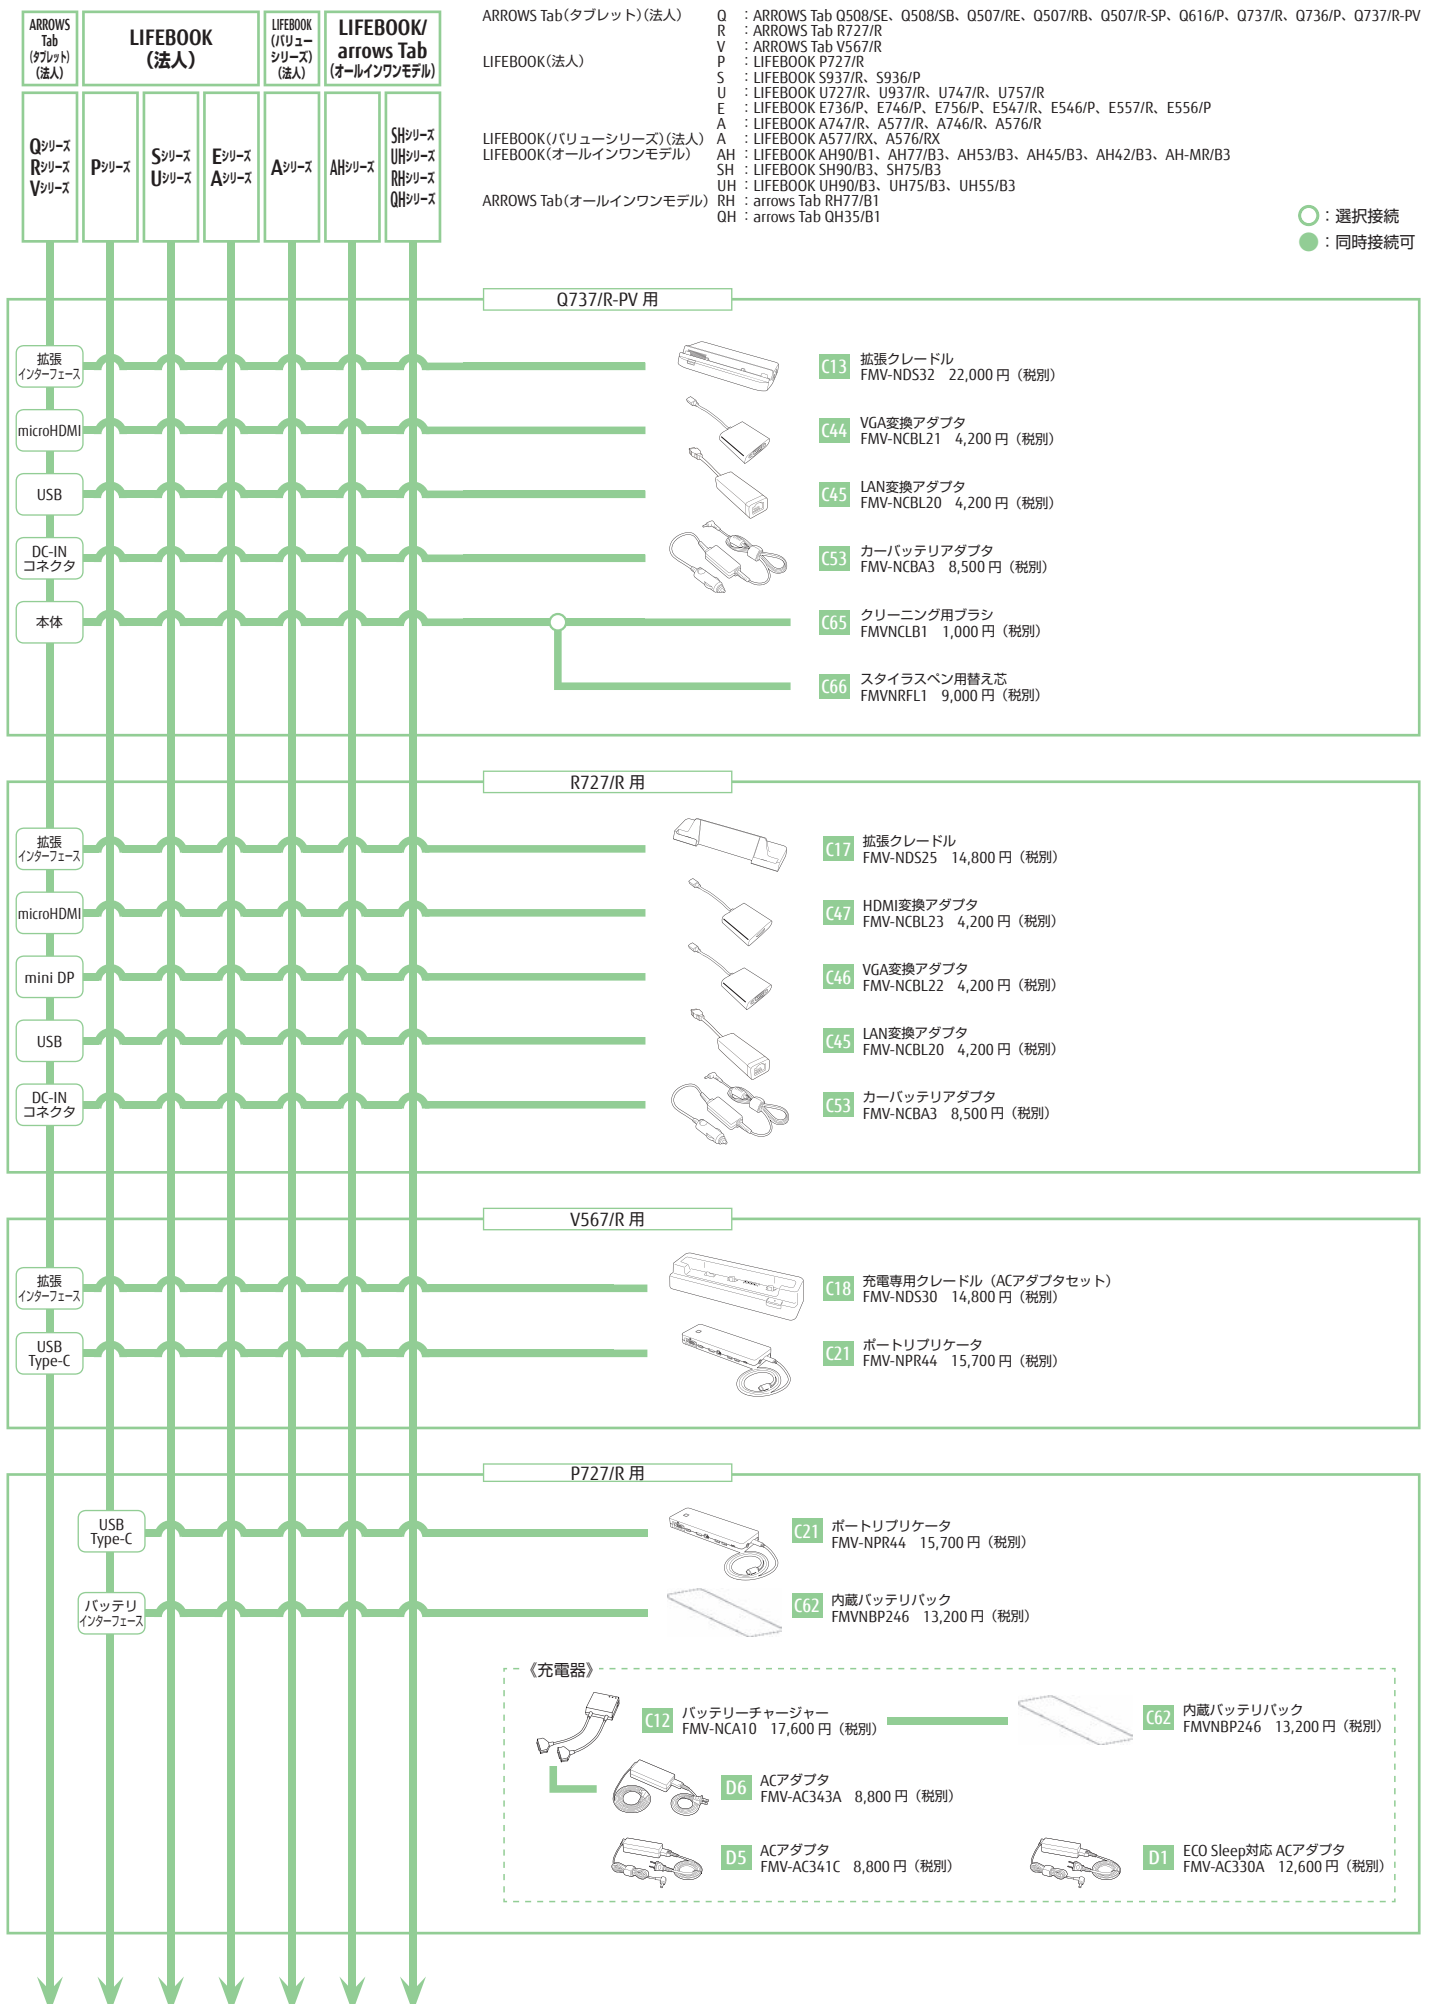 ARROWS
Tab
(タブレット)
(法人)
LIFEBOOK
(法人)
LIFEBOOK
(バリュー
シリーズ)
(法人)
LIFEBOOK/
arrows Tab
(オールインワンモデル)
Qシリーズ
Rシリーズ
Vシリーズ
Pシリーズ
Sシリーズ
Uシリーズ
Eシリーズ
Aシリーズ
Aシリーズ
AHシリーズ
SHシリーズ
UHシリーズ
RHシリーズ
QHシリーズ
ARROWS Tab(タブレット)(法人) Q : ARROWS Tab Q508/SE、Q508/SB、Q507/RE、Q507/RB、Q507/R-SP、Q616/P、Q737/R、Q736/P、Q737/R-PV
R : ARROWS Tab R727/R
V : ARROWS Tab V567/R
LIFEBOOK(法人) P : LIFEBOOK P727/R
S : LIFEBOOK S937/R、S936/P
U : LIFEBOOK U727/R、U937/R、U747/R、U757/R
E : LIFEBOOK E736/P、E746/P、E756/P、E547/R、E546/P、E557/R、E556/P
A : LIFEBOOK A747/R、A577/R、A746/R、A576/R
LIFEBOOK(バリューシリーズ)(法人) A : LIFEBOOK A577/RX、A576/RX
LIFEBOOK(オールインワンモデル) AH : LIFEBOOK AH90/B1、AH77/B3、AH53/B3、AH45/B3、AH42/B3、AH-MR/B3
SH : LIFEBOOK SH90/B3、SH75/B3
UH : LIFEBOOK UH90/B3、UH75/B3、UH55/B3
ARROWS Tab(オールインワンモデル) RH : arrows Tab RH77/B1
QH : arrows Tab QH35/B1
：選択接続
：同時接続可
Q737/R-PV 用
拡張
インターフェース
C13 拡張クレードル
FMV-NDS32 22,000 円（税別）
microHDMI
C44 VGA変換アダプタ
FMV-NCBL21 4,200 円（税別）
USB
C45 LAN変換アダプタ
FMV-NCBL20 4,200 円（税別）
DC-IN
コネクタ
C53 カーバッテリアダプタ
FMV-NCBA3 8,500 円（税別）
本体
C65 クリーニング用ブラシ
FMVNCLB1 1,000 円（税別）
C66 スタイラスペン用替え芯
FMVNRFL1 9,000 円（税別）
R727/R 用
拡張
インターフェース
C17 拡張クレードル
FMV-NDS25 14,800 円（税別）
microHDMI
C47 HDMI変換アダプタ
FMV-NCBL23 4,200 円（税別）
mini DP
C46 VGA変換アダプタ
FMV-NCBL22 4,200 円（税別）
USB
C45 LAN変換アダプタ
FMV-NCBL20 4,200 円（税別）
DC-IN
コネクタ
C53 カーバッテリアダプタ
FMV-NCBA3 8,500 円（税別）
V567/R 用
拡張
インターフェース
C18 充電専用クレードル（ACアダプタセット）
FMV-NDS30 14,800 円（税別）
USB
Type-C
C21 ポートリプリケータ
FMV-NPR44 15,700 円（税別）
P727/R 用
USB
Type-C
C21 ポートリプリケータ
FMV-NPR44 15,700 円（税別）
バッテリ
インターフェース
C62 内蔵バッテリパック
FMVNBP246 13,200 円（税別）
《充電器》
C12 バッテリーチャージャー
FMV-NCA10 17,600 円（税別）
C62 内蔵バッテリパック
FMVNBP246 13,200 円（税別）
D6 ACアダプタ
FMV-AC343A 8,800 円（税別）
D5 ACアダプタ
FMV-AC341C 8,800 円（税別）
D1 ECO Sleep対応 ACアダプタ
FMV-AC330A 12,600 円（税別）